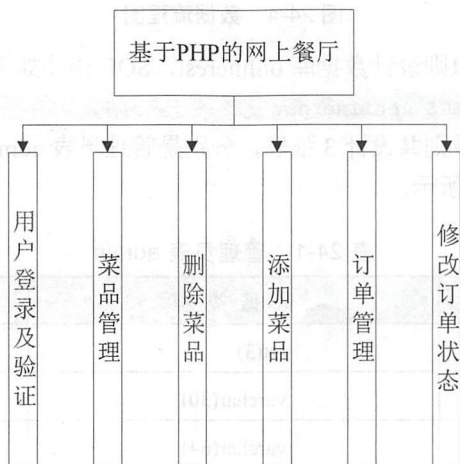 基于PHP的网上餐厅
用户登录及验证
菜品管理
删除菜品
添加菜品
订单管理
修改订单状态